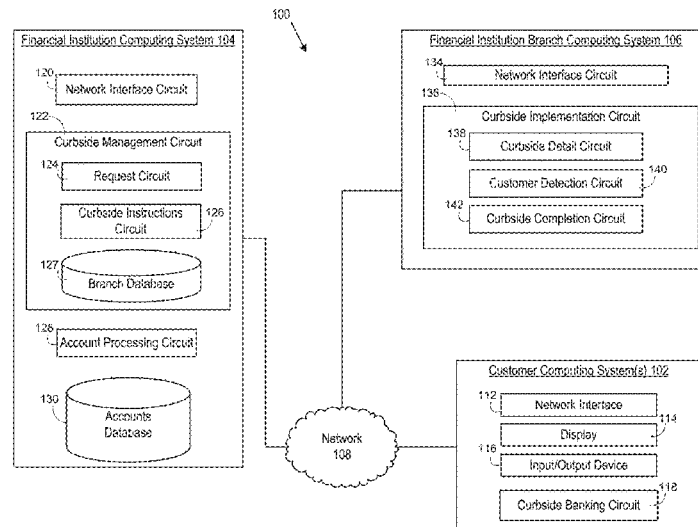 100
Financial Institution Computing System 104
120
Network Interface Circuit
122
Curbside Management Circuit
124
Request Circuit
Curbside Instructions
Circuit
126
127
Branch Database
128
Account Processing Circuit
130
Accounts
Database
Financial Institution Branch Computing System 106
134
Network Interface Circuit
136
Curbside Implementation Circuit
138
Curbside Detail Circuit
140
Customer Detection Circuit
142
Curbside Completion Circuit
Network
108
Customer Computing System(s) 102
112
Network Interface
114
Display
116
Input/Output Device
118
Curbside Banking Circuit